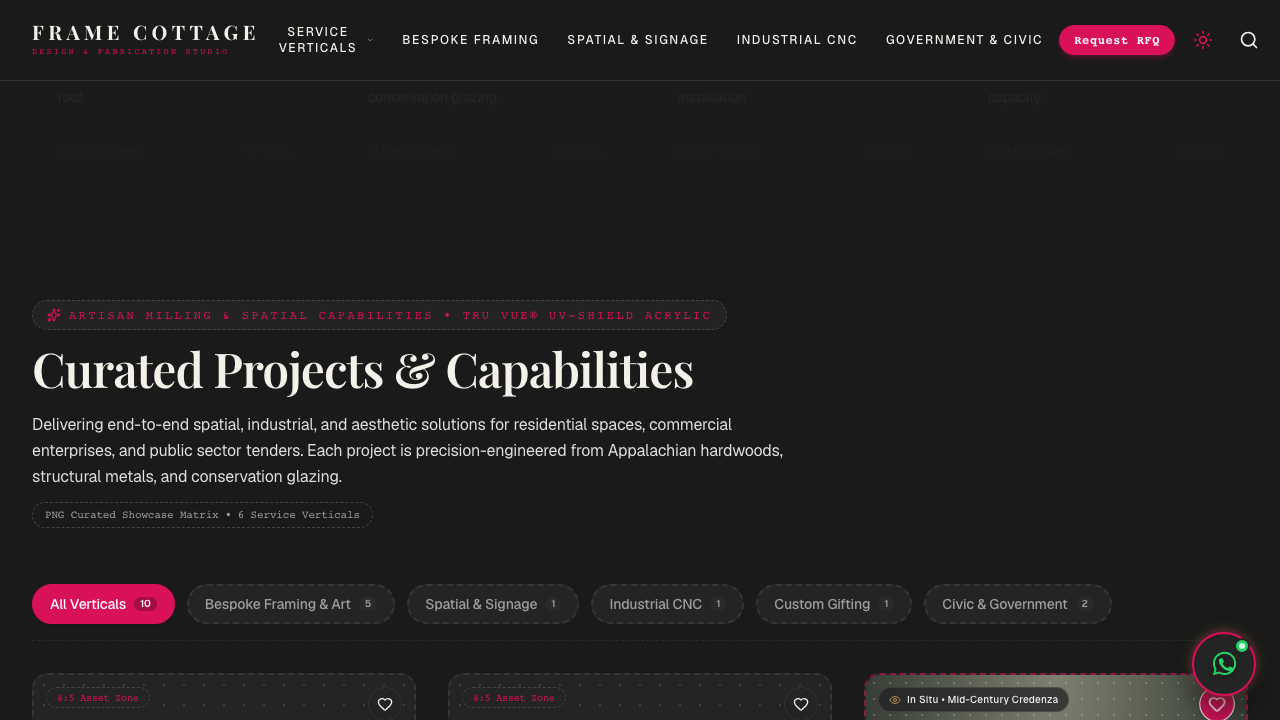 FRAME COTTAGE
DESIGN & FABRICATION STUDIO
SERVICE VERTICALS
BESPOKE FRAMING
SPATIAL & SIGNAGE
INDUSTRIAL CNC
GOVERNMENT & CIVIC
Request RFQ
roof.
conservation glazing.
installation.
capacity.
ARTISAN MILLING & SPATIAL CAPABILITIES • TRU VUE® UV-SHIELD ACRYLIC
Curated Projects & Capabilities
Delivering end-to-end spatial, industrial, and aesthetic solutions for residential spaces, commercial
enterprises, and public sector tenders. Each project is precision-engineered from Appalachian hardwoods,
structural metals, and conservation glazing.
PNG Curated Showcase Matrix • 6 Service Verticals
All Verticals 10
Bespoke Framing & Art 5
Spatial & Signage 1
Industrial CNC 1
Custom Gifting 1
Civic & Government 2
4:5 Asset Zone
4:5 Asset Zone
In Situ • Mid-Century Credenza